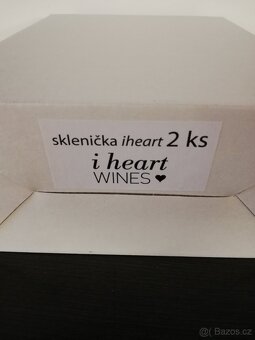 sklenička iheart 2 ks
i heart
WINES ❤
Bazos.cz